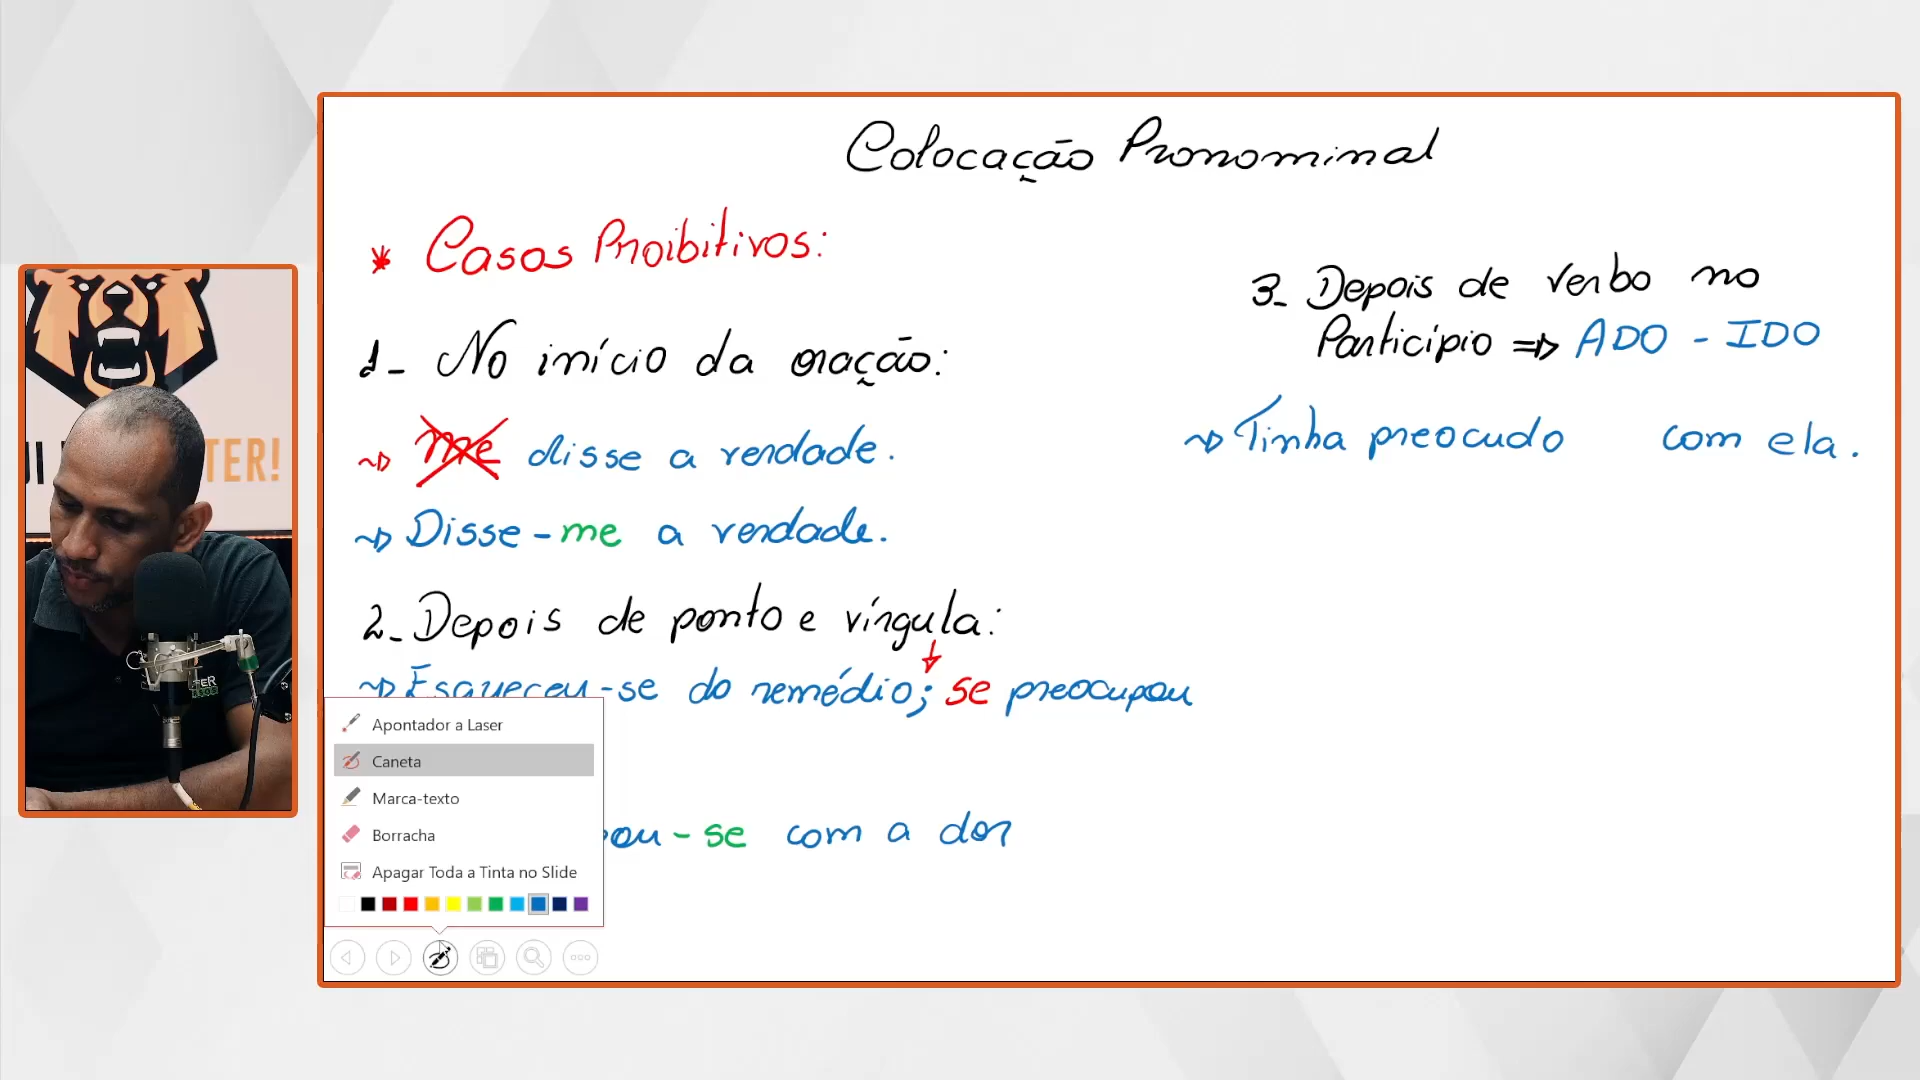 Colocação Pronominal
* Casos Proibitivos:
1- No início da oração:
~> me disse a verdade.
~> Disse-me a verdade.
2- Depois de ponto e vírgula:
~> Esqueceu-se do remédio; se preocupou
ou-se com a dor
3- Depois de verbo no
Particípio => ADO - IDO
~> Tinha preocudo com ela.
Apontador a Laser
Caneta
Marca-texto
Borracha
Apagar Toda a Tinta no Slide
TER!